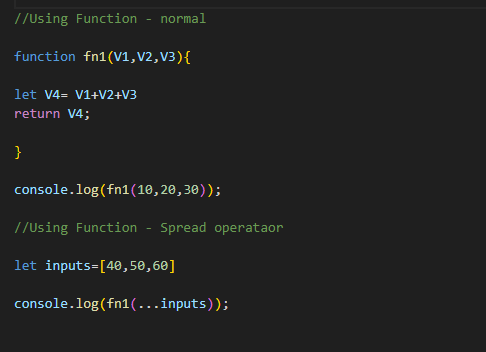 //Using Function - normal
function fn1(V1,V2,V3){
let V4= V1+V2+V3
return V4;
}
console.log(fn1(10,20,30));
//Using Function - Spread operataor
let inputs=[40,50,60]
console.log(fn1(...inputs));